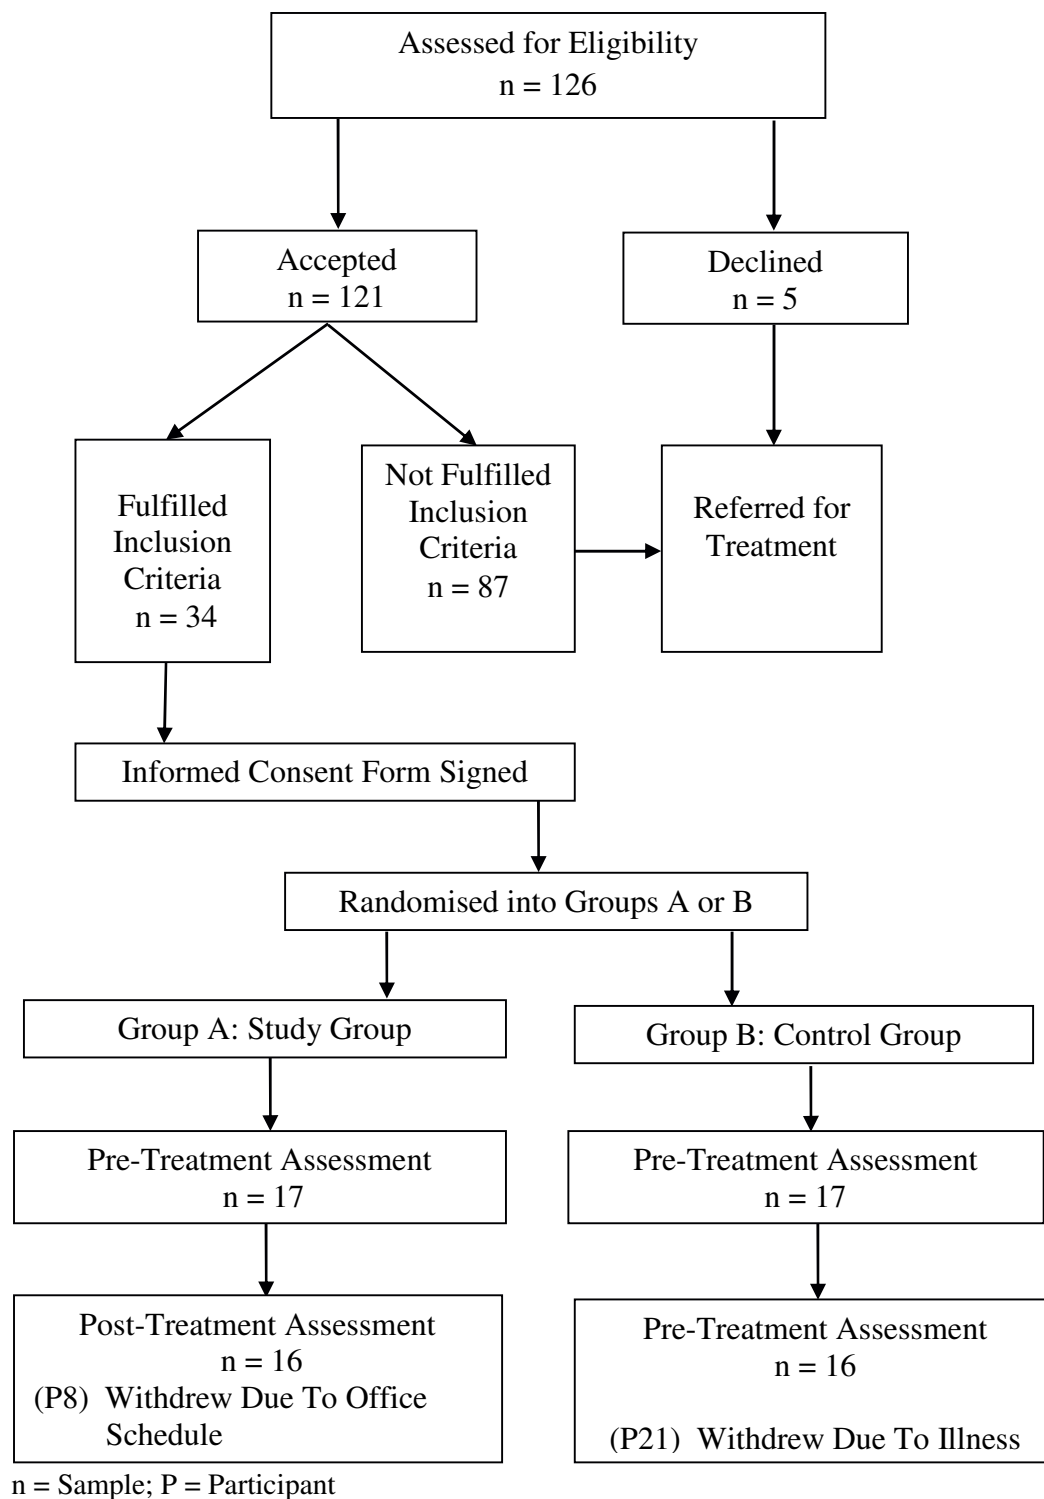 Assessed for Eligibility
n = 126
Accepted
n = 121
Declined
n = 5
Fulfilled
Inclusion
Criteria
n = 34
Not Fulfilled
Inclusion
Criteria
n = 87
Referred for
Treatment
Informed Consent Form Signed
Randomised into Groups A or B
Group A: Study Group
Group B: Control Group
Pre-Treatment Assessment
n = 17
Pre-Treatment Assessment
n = 17
Post-Treatment Assessment
n = 16
(P8) Withdrew Due To Office
Schedule
Pre-Treatment Assessment
n = 16
(P21) Withdrew Due To Illness
n = Sample; P = Participant